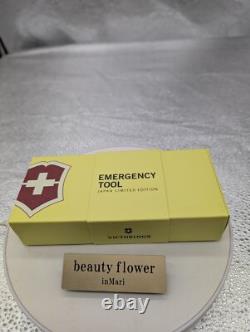 EMERGENCY
TOOL
JAPAN LIMITED EDITION
VICTORINOX
beauty flower
inMari